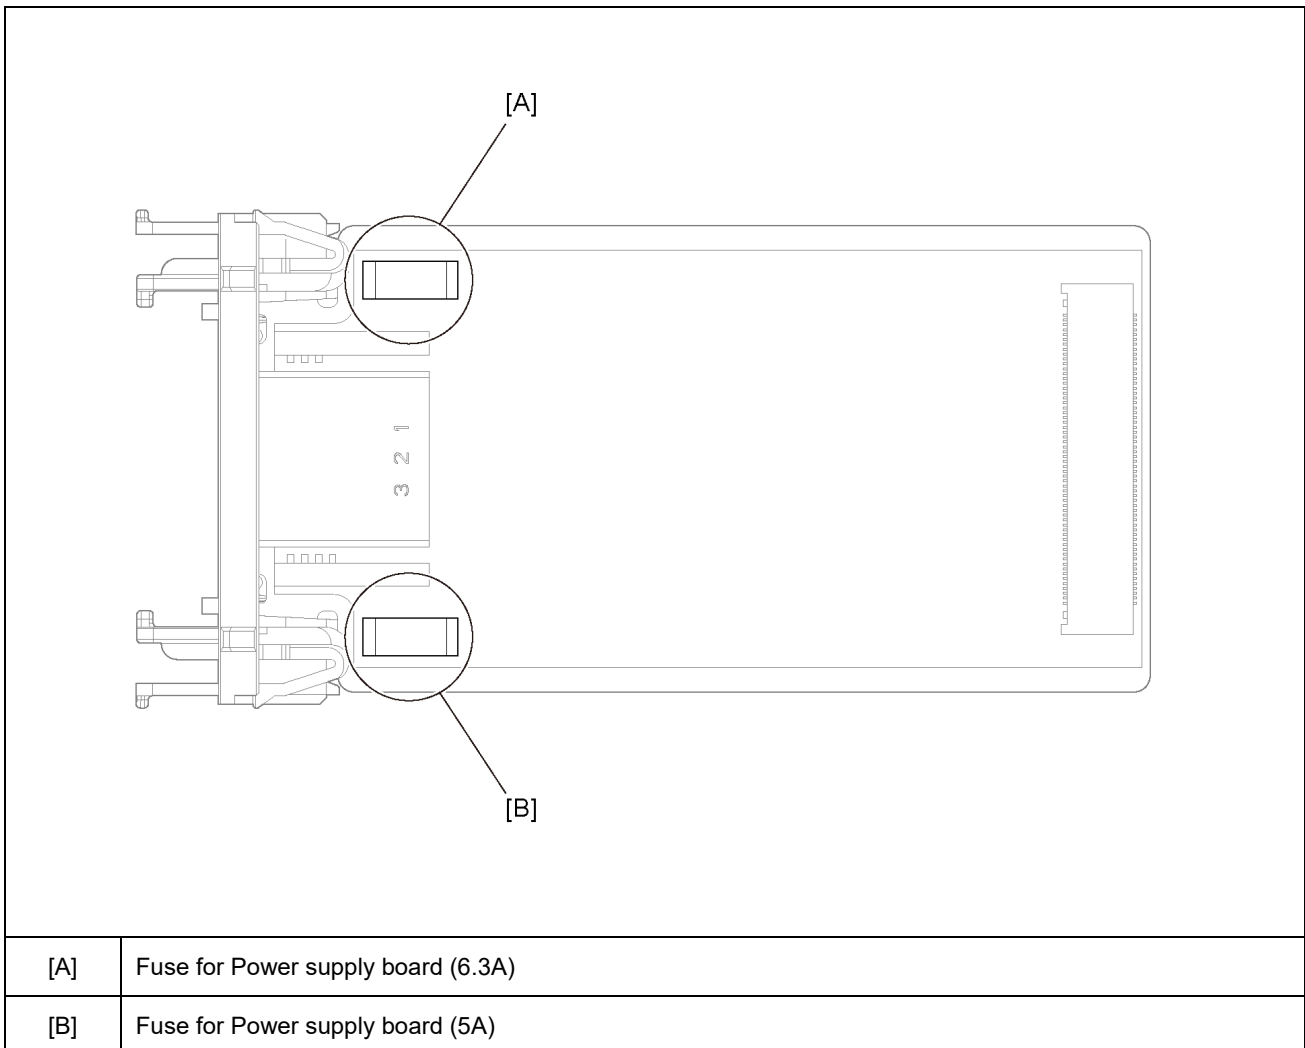 [A]
1
2
3
[B]
[A] Fuse for Power supply board (6.3A)
[B] Fuse for Power supply board (5A)